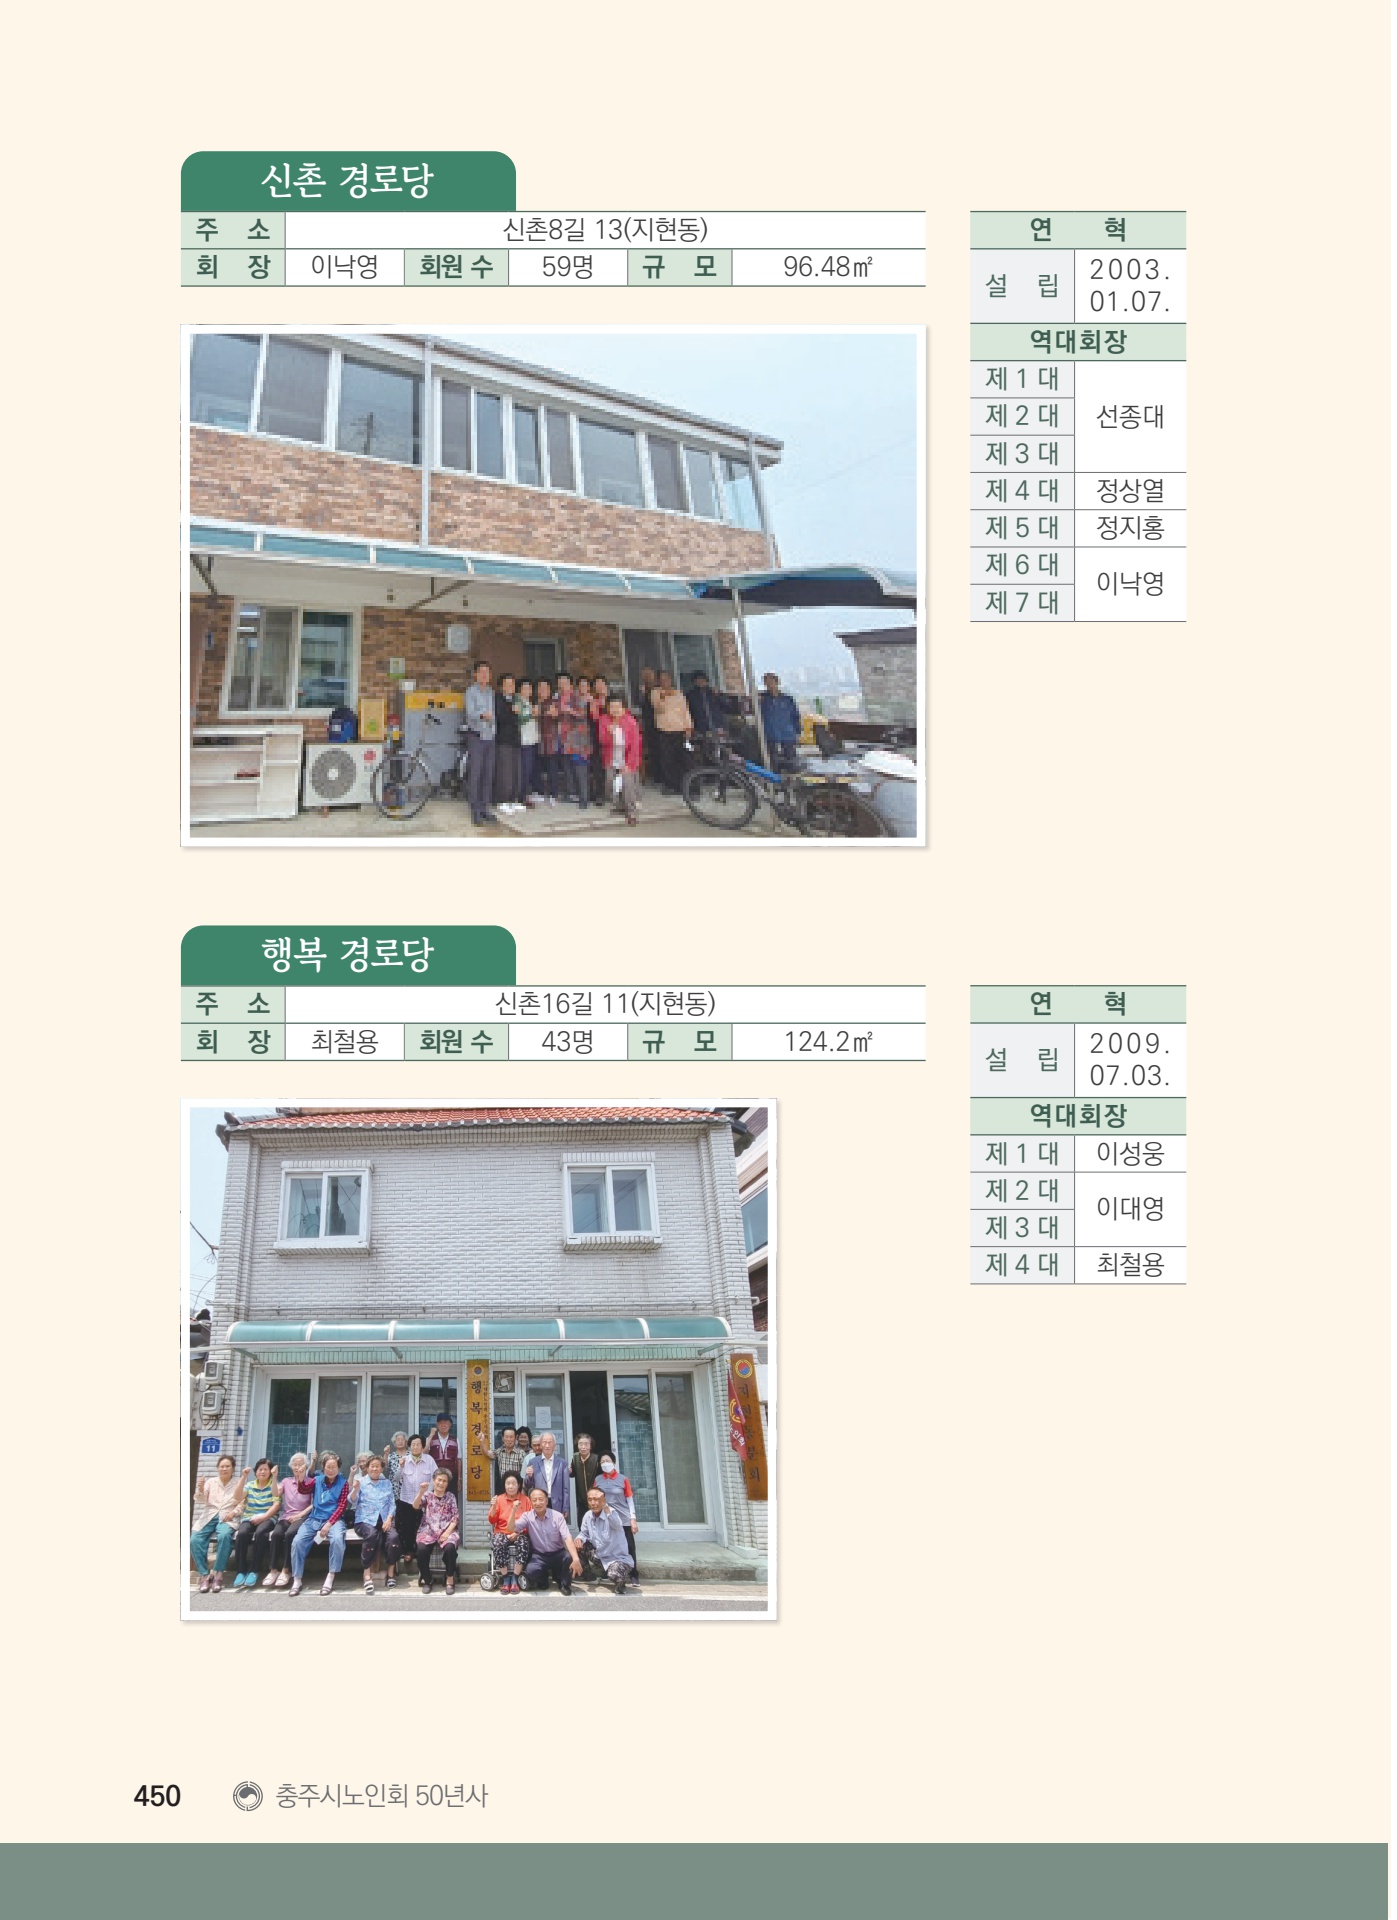 신촌 경로당
주 소 신촌8길 13(지현동)
회 장 이낙영 회원 수 59명 규 모 96.48㎡
연 혁
설 립 2003.
01.07.
역대회장
제 1 대
제 2 대 선종대
제 3 대
제 4 대 정상열
제 5 대 정지홍
제 6 대
이낙영
제 7 대
행복 경로당
주 소 신촌16길 11(지현동)
회 장 최철용 회원 수 43명 규 모 124.2㎡
연 혁
설 립 2009.
07.03.
역대회장
제 1 대 이성웅
제 2 대
이대영
제 3 대
제 4 대 최철용
행복경로당
11
450 충주시노인회 50년사